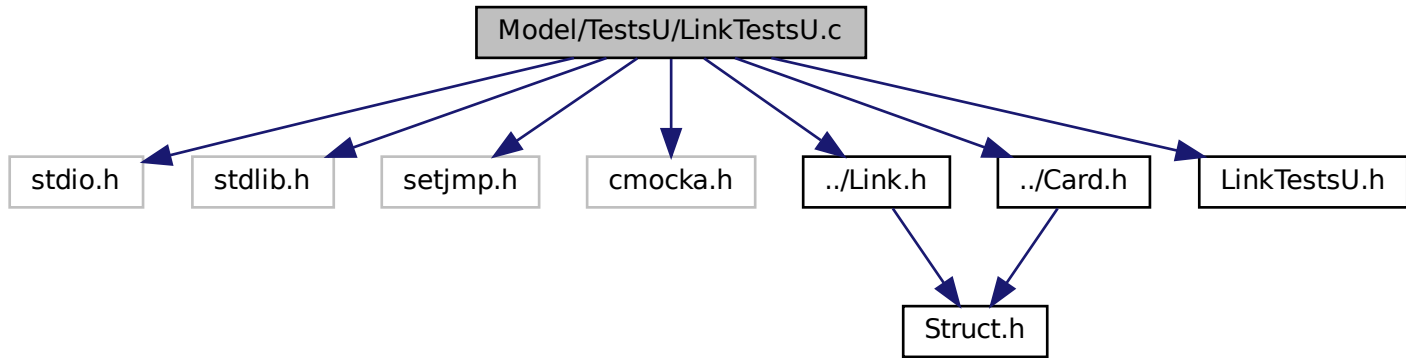 Model/TestsU/LinkTestsU.c
stdio.h
stdlib.h
setjmp.h
cmocka.h
../Link.h
../Card.h
LinkTestsU.h
Struct.h